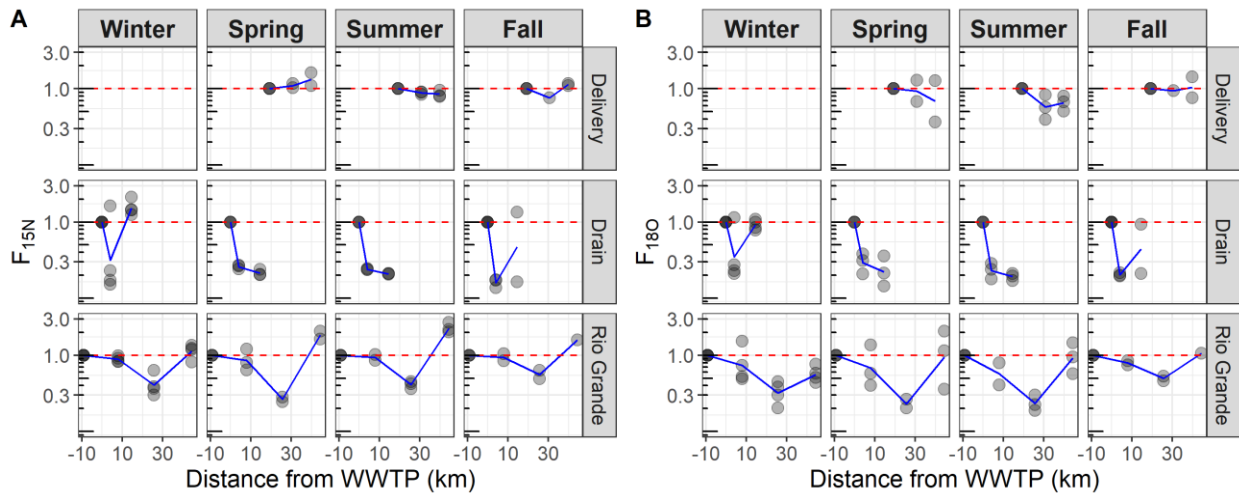 A
Winter Spring Summer Fall
3.0
1.0
0.3
Delivery
3.0
1.0
0.3
Drain
3.0
1.0
0.3
Rio Grande
F15N
-10 10 30 -10 10 30 -10 10 30 -10 10 30
Distance from WWTP (km)
B
Winter Spring Summer Fall
3.0
1.0
0.3
Delivery
3.0
1.0
0.3
Drain
3.0
1.0
0.3
Rio Grande
F18O
-10 10 30 -10 10 30 -10 10 30 -10 10 30
Distance from WWTP (km)